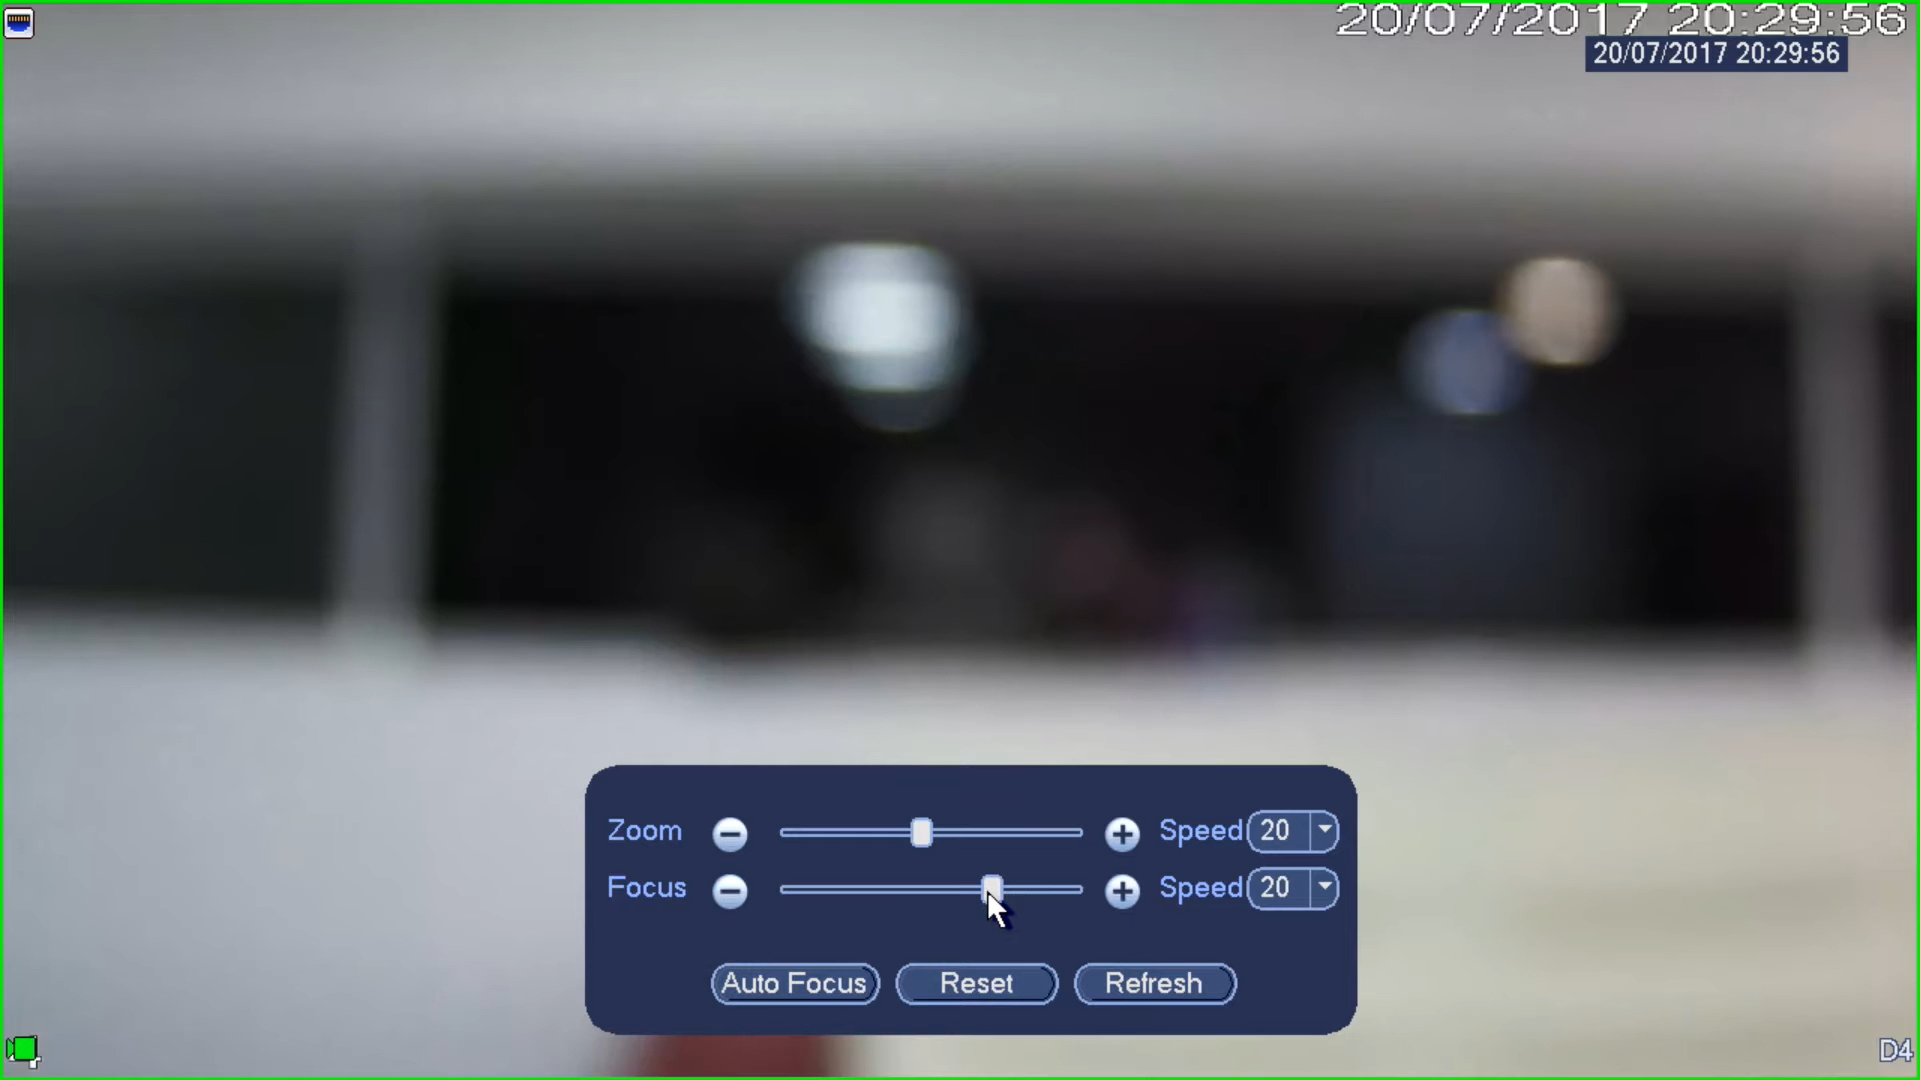 20/07/2017 20:29:56
20/07/2017 20:29:56
Zoom Speed 20
Focus Speed 20
Auto Focus Reset Refresh
D4